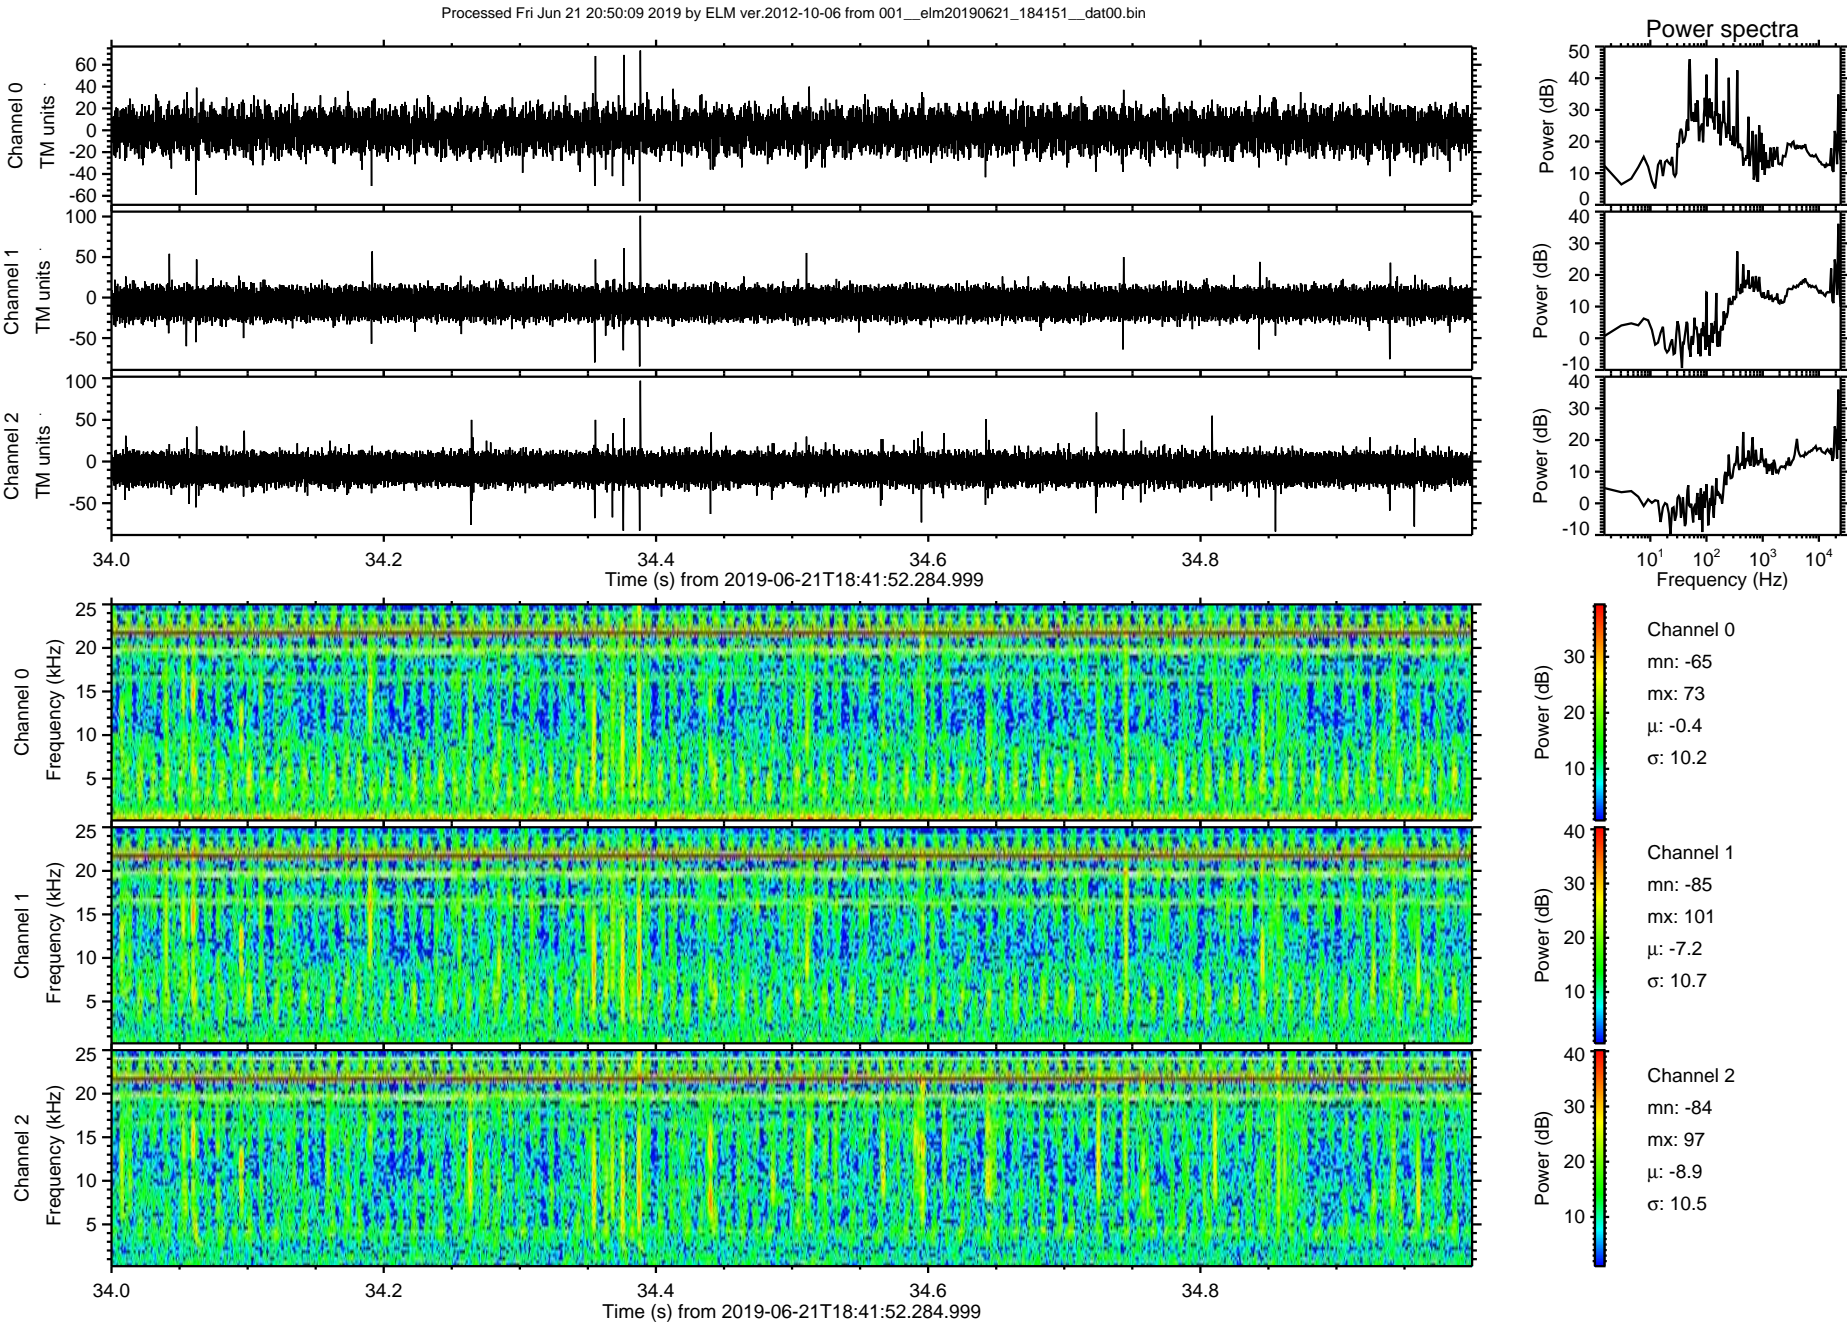 Processed Fri Jun 21 20:50:09 2019 by ELM ver.2012-10-06 from 001__elm20190621_184151__dat00.bin
Power spectra
Channel 0
TM units
60
40
20
0
-20
-40
-60
Power (dB)
50
40
30
20
10
0
Channel 1
TM units
100
50
0
-50
Power (dB)
40
30
20
10
0
-10
Channel 2
TM units
100
50
0
-50
Power (dB)
40
30
20
10
0
-10
34.0 34.2 34.4 34.6 34.8
Time (s) from 2019-06-21T18:41:52.284.999
10^1 10^2 10^3 10^4
Frequency (Hz)
Channel 0
Frequency (kHz)
25
20
15
10
5
Power (dB)
30
20
10
Channel 0
mn: -65
mx: 73
μ: -0.4
σ: 10.2
Channel 1
Frequency (kHz)
25
20
15
10
5
Power (dB)
40
30
20
10
Channel 1
mn: -85
mx: 101
μ: -7.2
σ: 10.7
Channel 2
Frequency (kHz)
25
20
15
10
5
Power (dB)
40
30
20
10
Channel 2
mn: -84
mx: 97
μ: -8.9
σ: 10.5
34.0 34.2 34.4 34.6 34.8
Time (s) from 2019-06-21T18:41:52.284.999